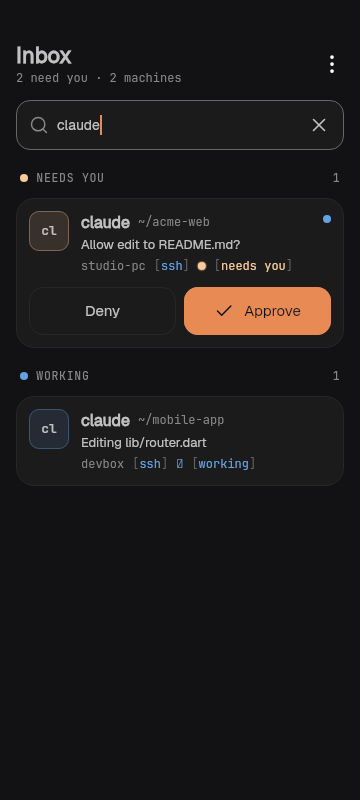 Inbox
2 need you · 2 machines
claude
NEEDS YOU 1
cl claude ~/acme-web
Allow edit to README.md?
studio-pc [ssh] [needs you]
Deny Approve
WORKING 1
cl claude ~/mobile-app
Editing lib/router.dart
devbox [ssh] [working]